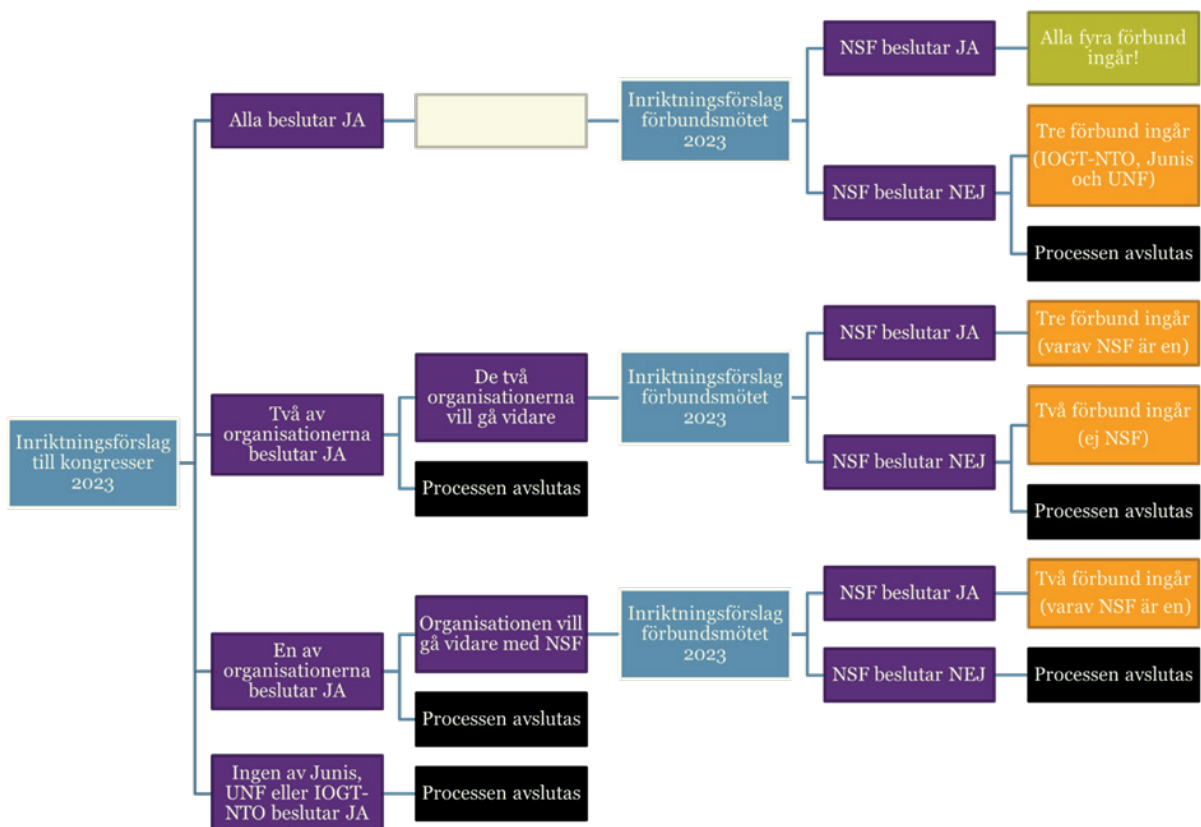 Inriktningsförslag
till kongresser
2023
Alla beslutar JA
Inriktningsförslag
förbundsmötet
2023
NSF beslutar JA
Alla fyra förbund
ingår!
NSF beslutar NEJ
Tre förbund ingår
(IOGT-NTO, Junis
och UNF)
Processen avslutas
Två av
organisationerna
beslutar JA
De två
organisationerna
vill gå vidare
Inriktningsförslag
förbundsmötet
2023
NSF beslutar JA
Tre förbund ingår
(varav NSF är en)
NSF beslutar NEJ
Två förbund ingår
(ej NSF)
Processen avslutas
Processen avslutas
En av
organisationerna
beslutar JA
Organisationen vill
gå vidare med NSF
Inriktningsförslag
förbundsmötet
2023
NSF beslutar JA
Två förbund ingår
(varav NSF är en)
NSF beslutar NEJ
Processen avslutas
Processen avslutas
Ingen av Junis,
UNF eller IOGT-
NTO beslutar JA
Processen avslutas